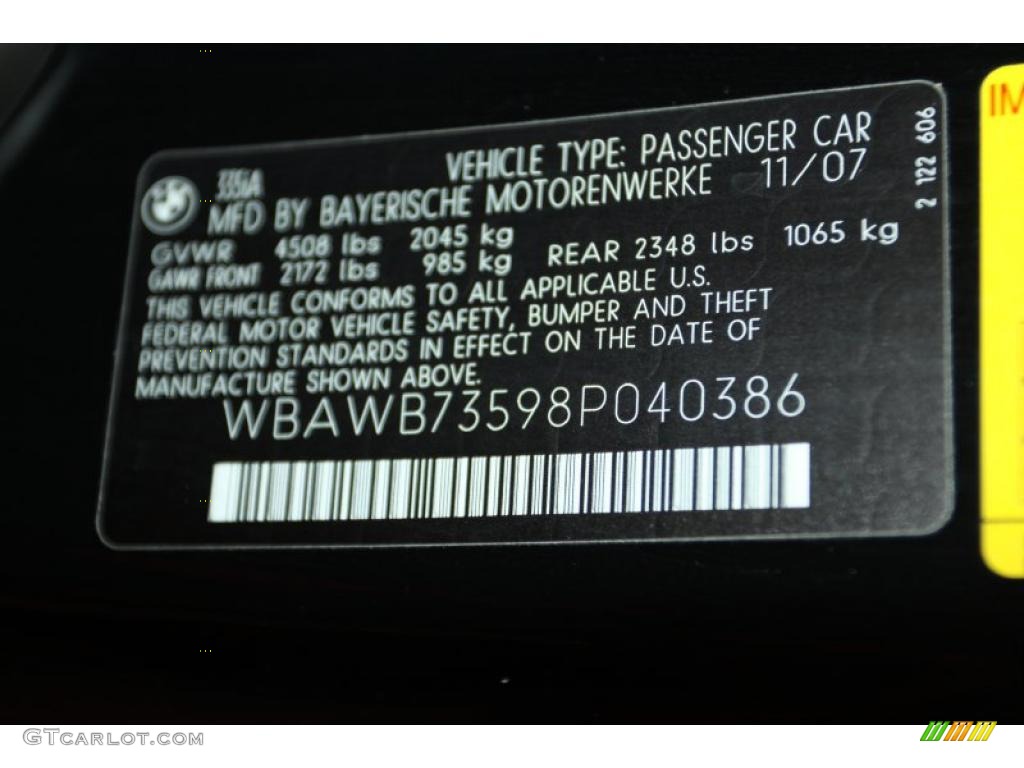 335iA VEHICLE TYPE: PASSENGER CAR
MFD BY BAYERISCHE MOTORENWERKE 11/07
GVWR 4508 lbs 2045 kg
GAWR FRONT 2172 lbs 985 kg REAR 2348 lbs 1065 kg
THIS VEHICLE CONFORMS TO ALL APPLICABLE U.S.
FEDERAL MOTOR VEHICLE SAFETY, BUMPER AND THEFT
PREVENTION STANDARDS IN EFFECT ON THE DATE OF
MANUFACTURE SHOWN ABOVE.
WBAWB73598P040386
2 122 606
IM
GTCARLOT.COM